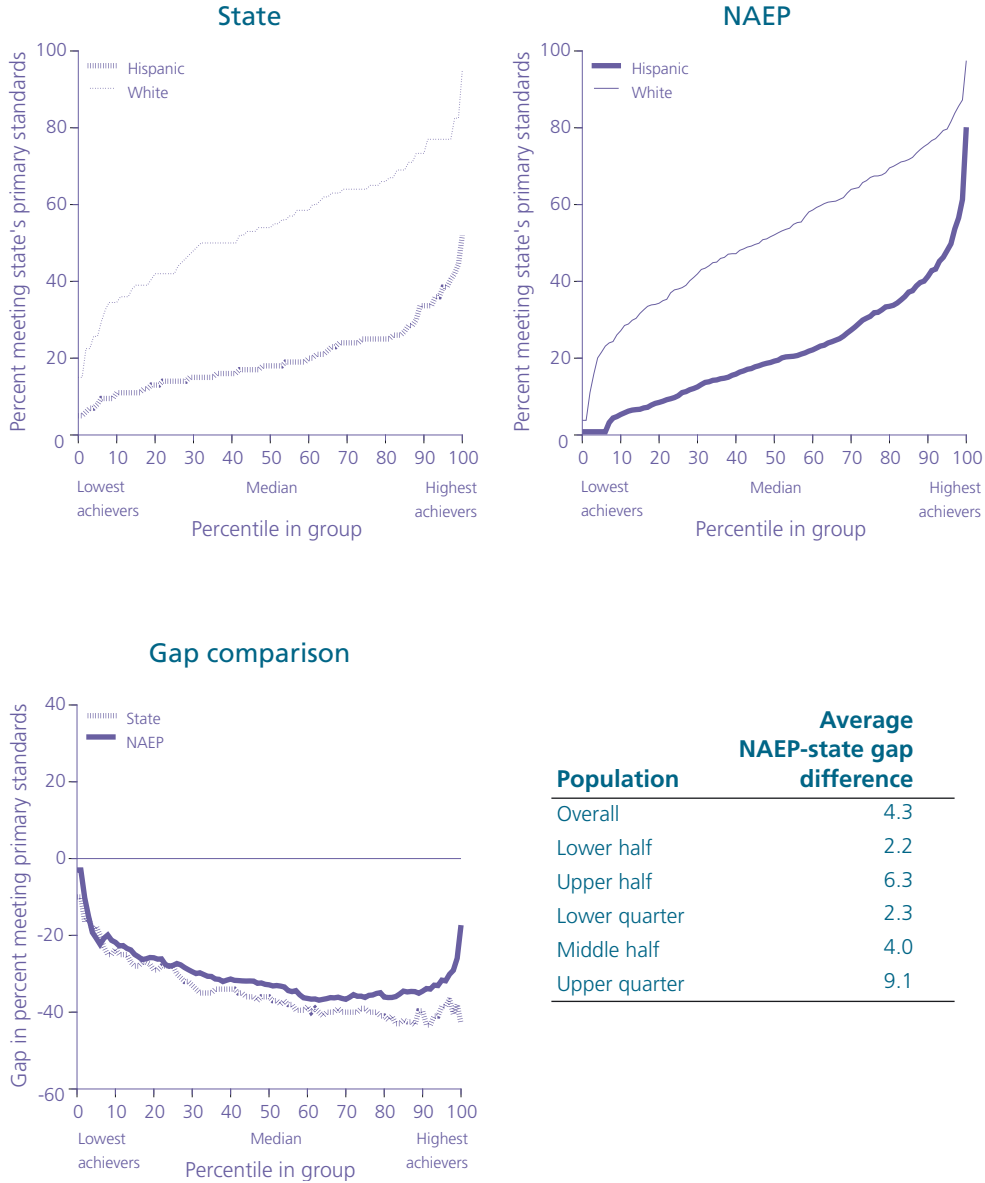 State
Percent meeting state's primary standards
100
80
60
40
20
0
Hispanic
White
0 10 20 30 40 50 60 70 80 90 100
Lowest achievers
Median
Highest achievers
Percentile in group
NAEP
Percent meeting state's primary standards
100
80
60
40
20
0
Hispanic
White
0 10 20 30 40 50 60 70 80 90 100
Lowest achievers
Median
Highest achievers
Percentile in group
Gap comparison
Gap in percent meeting primary standards
40
20
0
-20
-40
-60
State
NAEP
0 10 20 30 40 50 60 70 80 90 100
Lowest achievers
Median
Highest achievers
Percentile in group
Average
NAEP-state gap
Population difference
Overall 4.3
Lower half 2.2
Upper half 6.3
Lower quarter 2.3
Middle half 4.0
Upper quarter 9.1